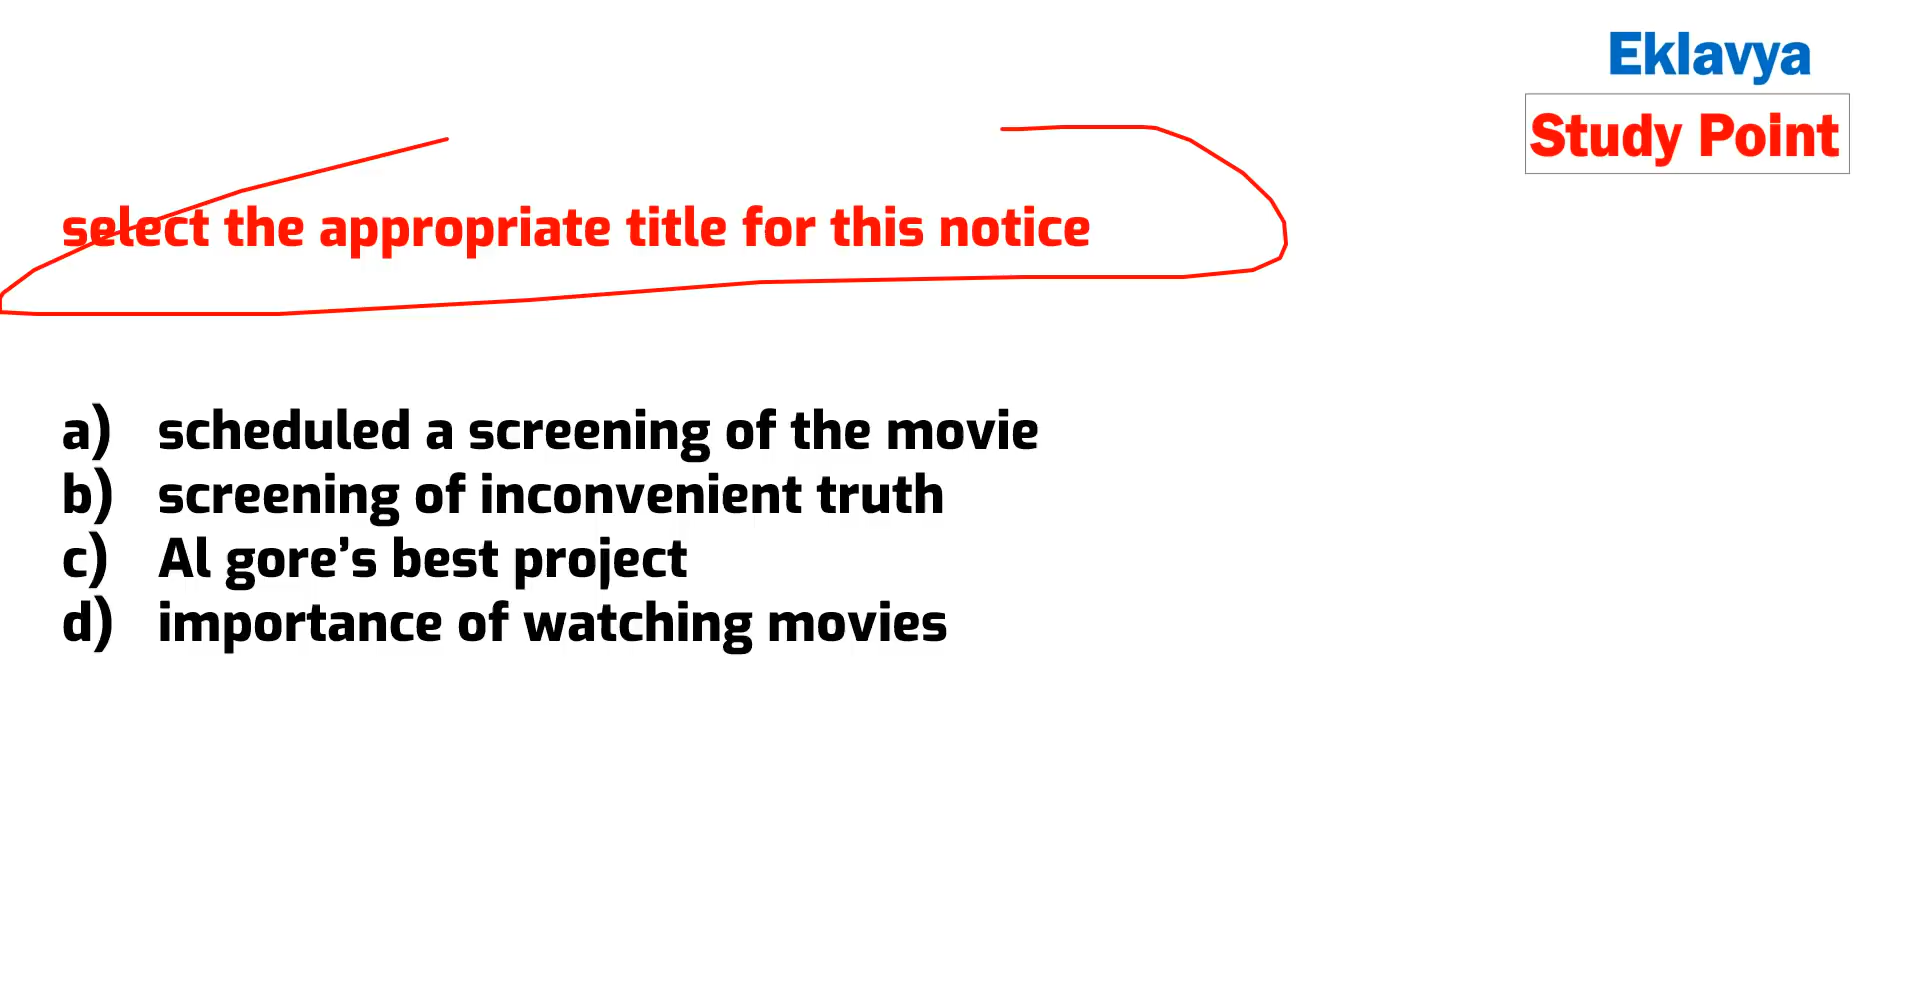 Eklavya
Study Point
select the appropriate title for this notice
a) scheduled a screening of the movie
b) screening of inconvenient truth
c) Al gore’s best project
d) importance of watching movies